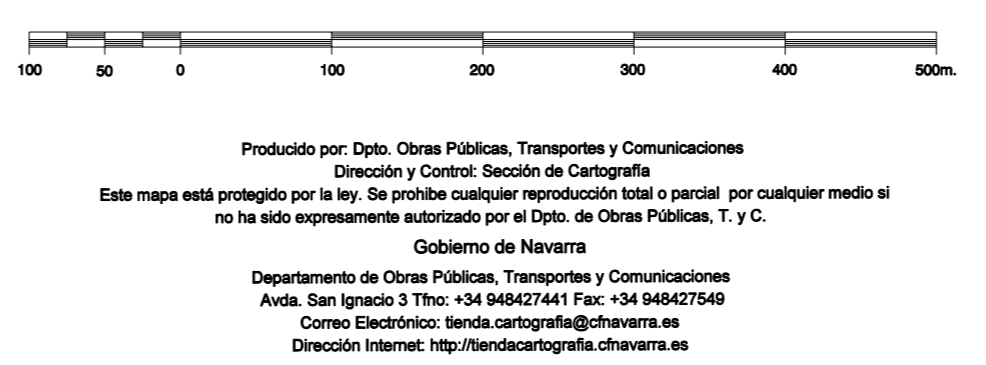 100 50 0 100 200 300 400 500m.
Producido por: Dpto. Obras Públicas, Transportes y Comunicaciones
Dirección y Control: Sección de Cartografía
Este mapa está protegido por la ley. Se prohibe cualquier reproducción total o parcial por cualquier medio si
no ha sido expresamente autorizado por el Dpto. de Obras Públicas, T. y C.
Gobierno de Navarra
Departamento de Obras Públicas, Transportes y Comunicaciones
Avda. San Ignacio 3 Tfno: +34 948427441 Fax: +34 948427549
Correo Electrónico: tienda.cartografia@cfnavarra.es
Dirección Internet: http://tiendacartografia.cfnavarra.es